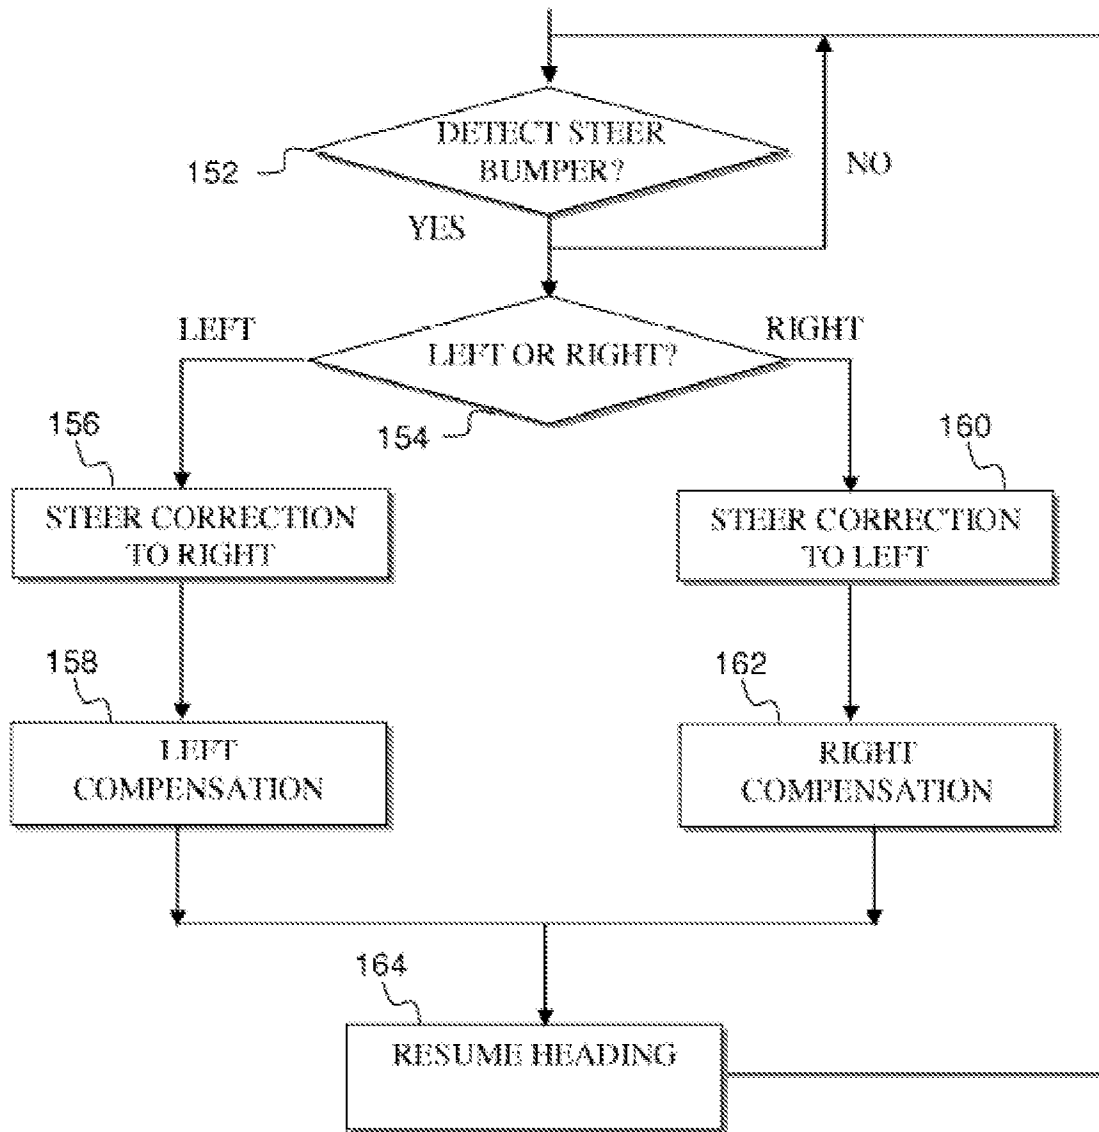 DETECT STEER
BUMPER?
152
NO
YES
LEFT
RIGHT
LEFT OR RIGHT?
154
156
160
STEER CORRECTION
TO RIGHT
STEER CORRECTION
TO LEFT
158
162
LEFT
COMPENSATION
RIGHT
COMPENSATION
164
RESUME HEADING